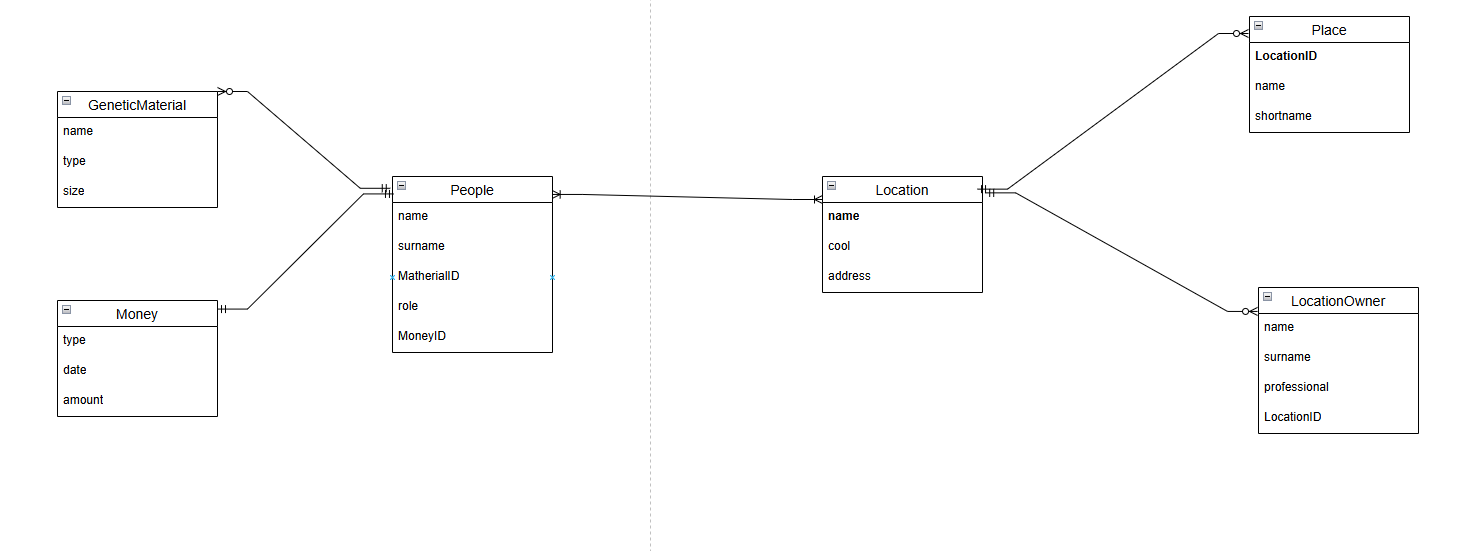 GeneticMaterial
name
type
size
Money
type
date
amount
People
name
surname
MatherialID
role
MoneyID
Location
name
cool
address
Place
LocationID
name
shortname
LocationOwner
name
surname
professional
LocationID